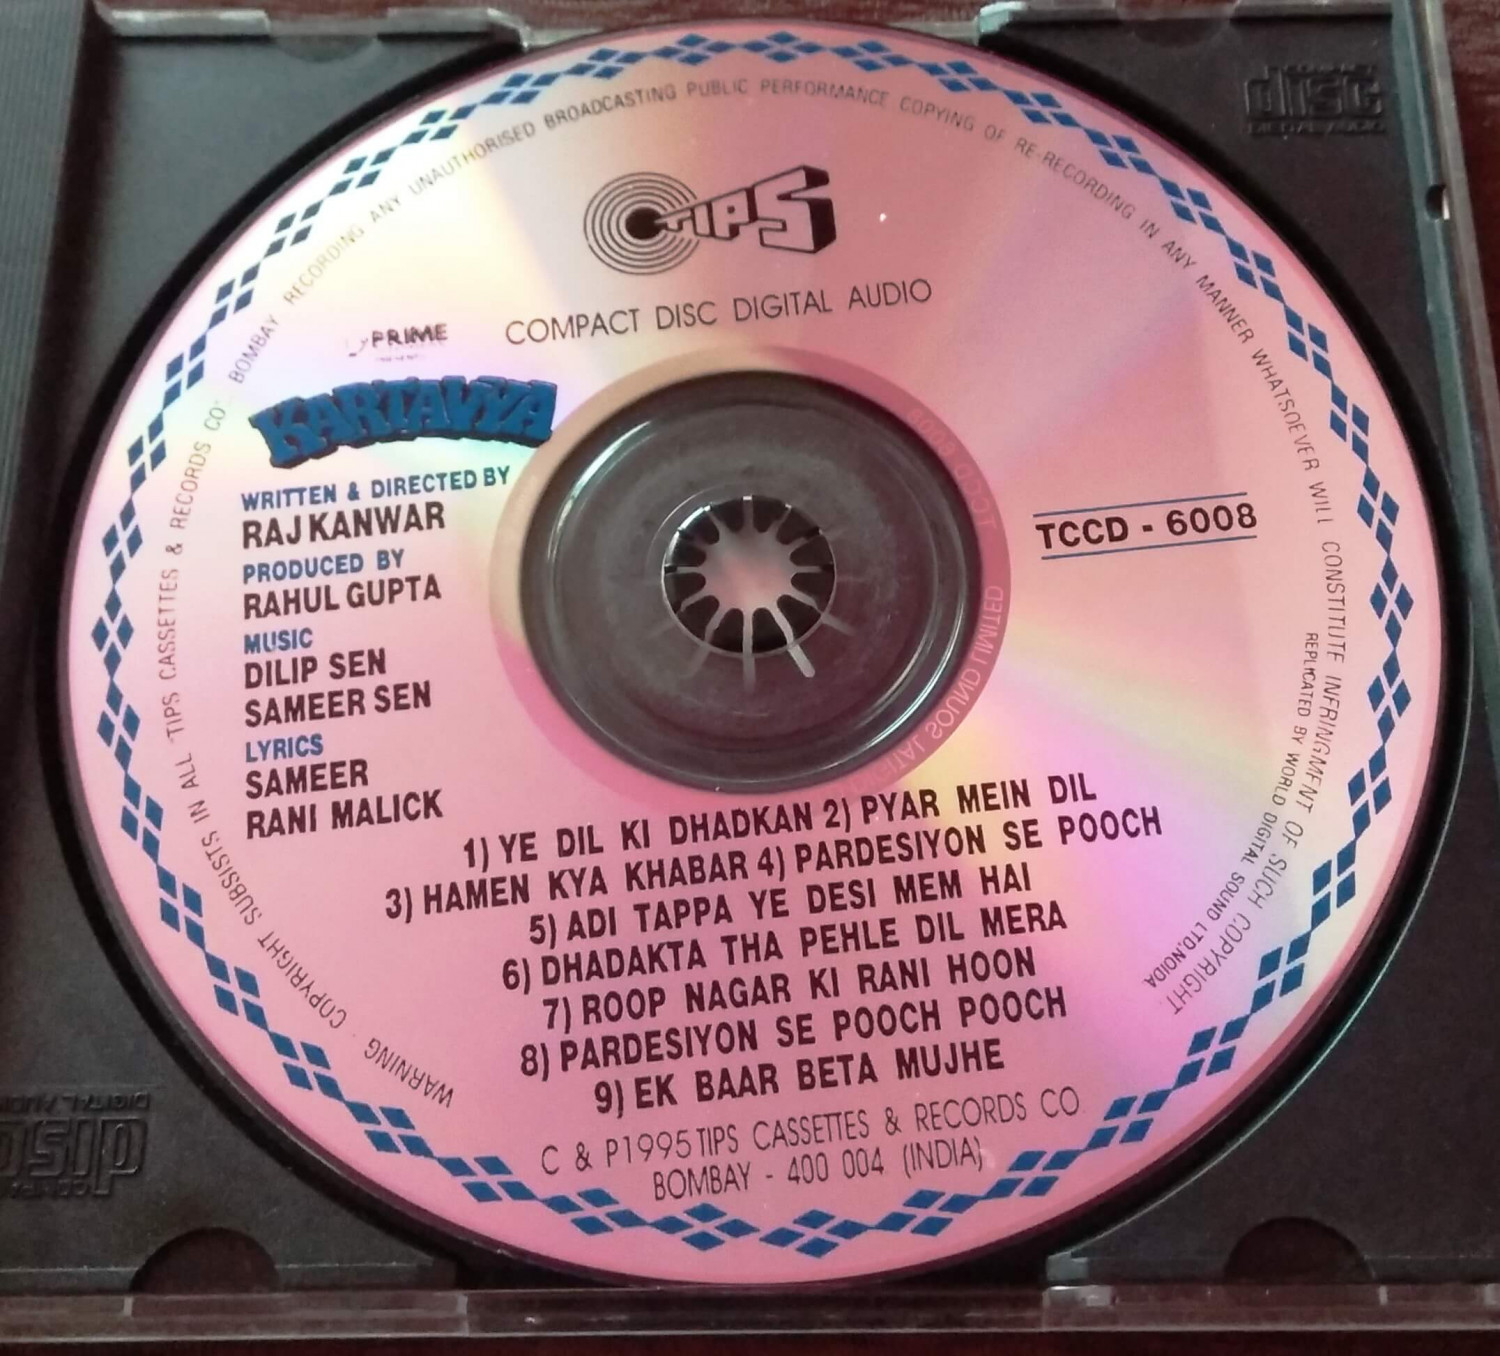 TIPS
COMPACT DISC DIGITAL AUDIO
PRIME
KARTAVYA
WRITTEN & DIRECTED BY
RAJ KANWAR
PRODUCED BY
RAHUL GUPTA
MUSIC
DILIP SEN
SAMEER SEN
LYRICS
SAMEER
RANI MALICK
TCCD - 6008
1) YE DIL KI DHADKAN 2) PYAR MEIN DIL
3) HAMEN KYA KHABAR 4) PARDESIYON SE POOCH
5) ADI TAPPA YE DESI MEM HAI
6) DHADAKTA THA PEHLE DIL MERA
7) ROOP NAGAR KI RANI HOON
8) PARDESIYON SE POOCH POOCH
9) EK BAAR BETA MUJHE
C & P 1995 TIPS CASSETTES & RECORDS CO
BOMBAY - 400 004 (INDIA)
WARNING · COPYRIGHT SUBSISTS IN ALL 'TIPS CASSETTES & RECORDS CO' BOMBAY RECORDING ANY UNAUTHORISED BROADCASTING PUBLIC PERFORMANCE COPYING OF RE-RECORDING IN ANY MANNER WHATSOEVER WILL CONSTITUTE INFRINGMENT OF SUCH COPYRIGHT.
REPLICATED BY WORLD DIGITAL SOUND LTD,NOIDA
TCCD 6008
SOUND LIMITED
disc
DIGITAL AUDIO
disc
DIGITAL AUDIO